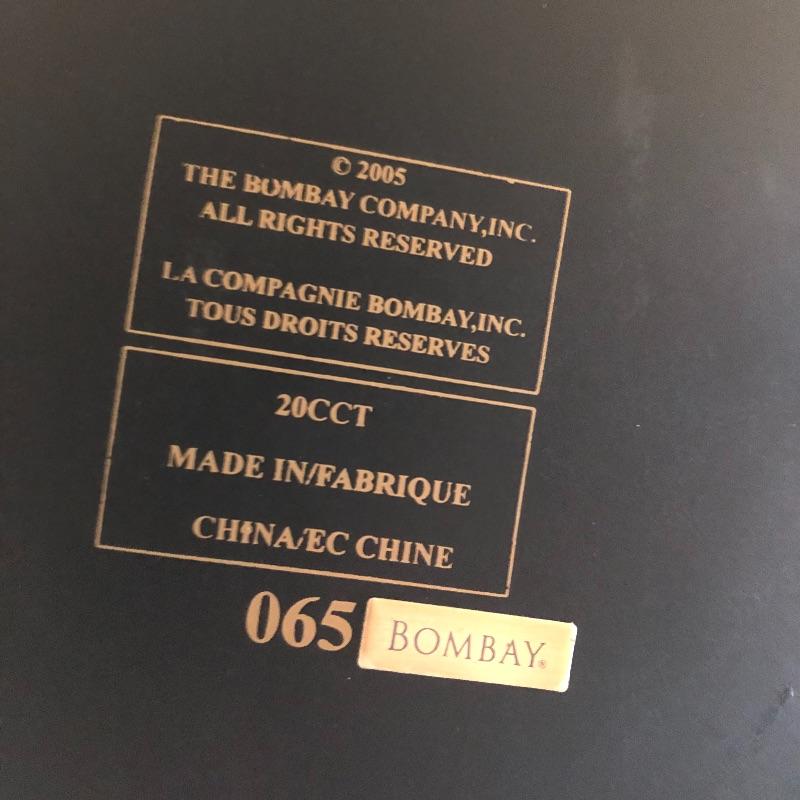 © 2005
THE BOMBAY COMPANY,INC.
ALL RIGHTS RESERVED
LA COMPAGNIE BOMBAY,INC.
TOUS DROITS RESERVES
20CCT
MADE IN/FABRIQUE
CHINA/EC CHINE
065
BOMBAY®